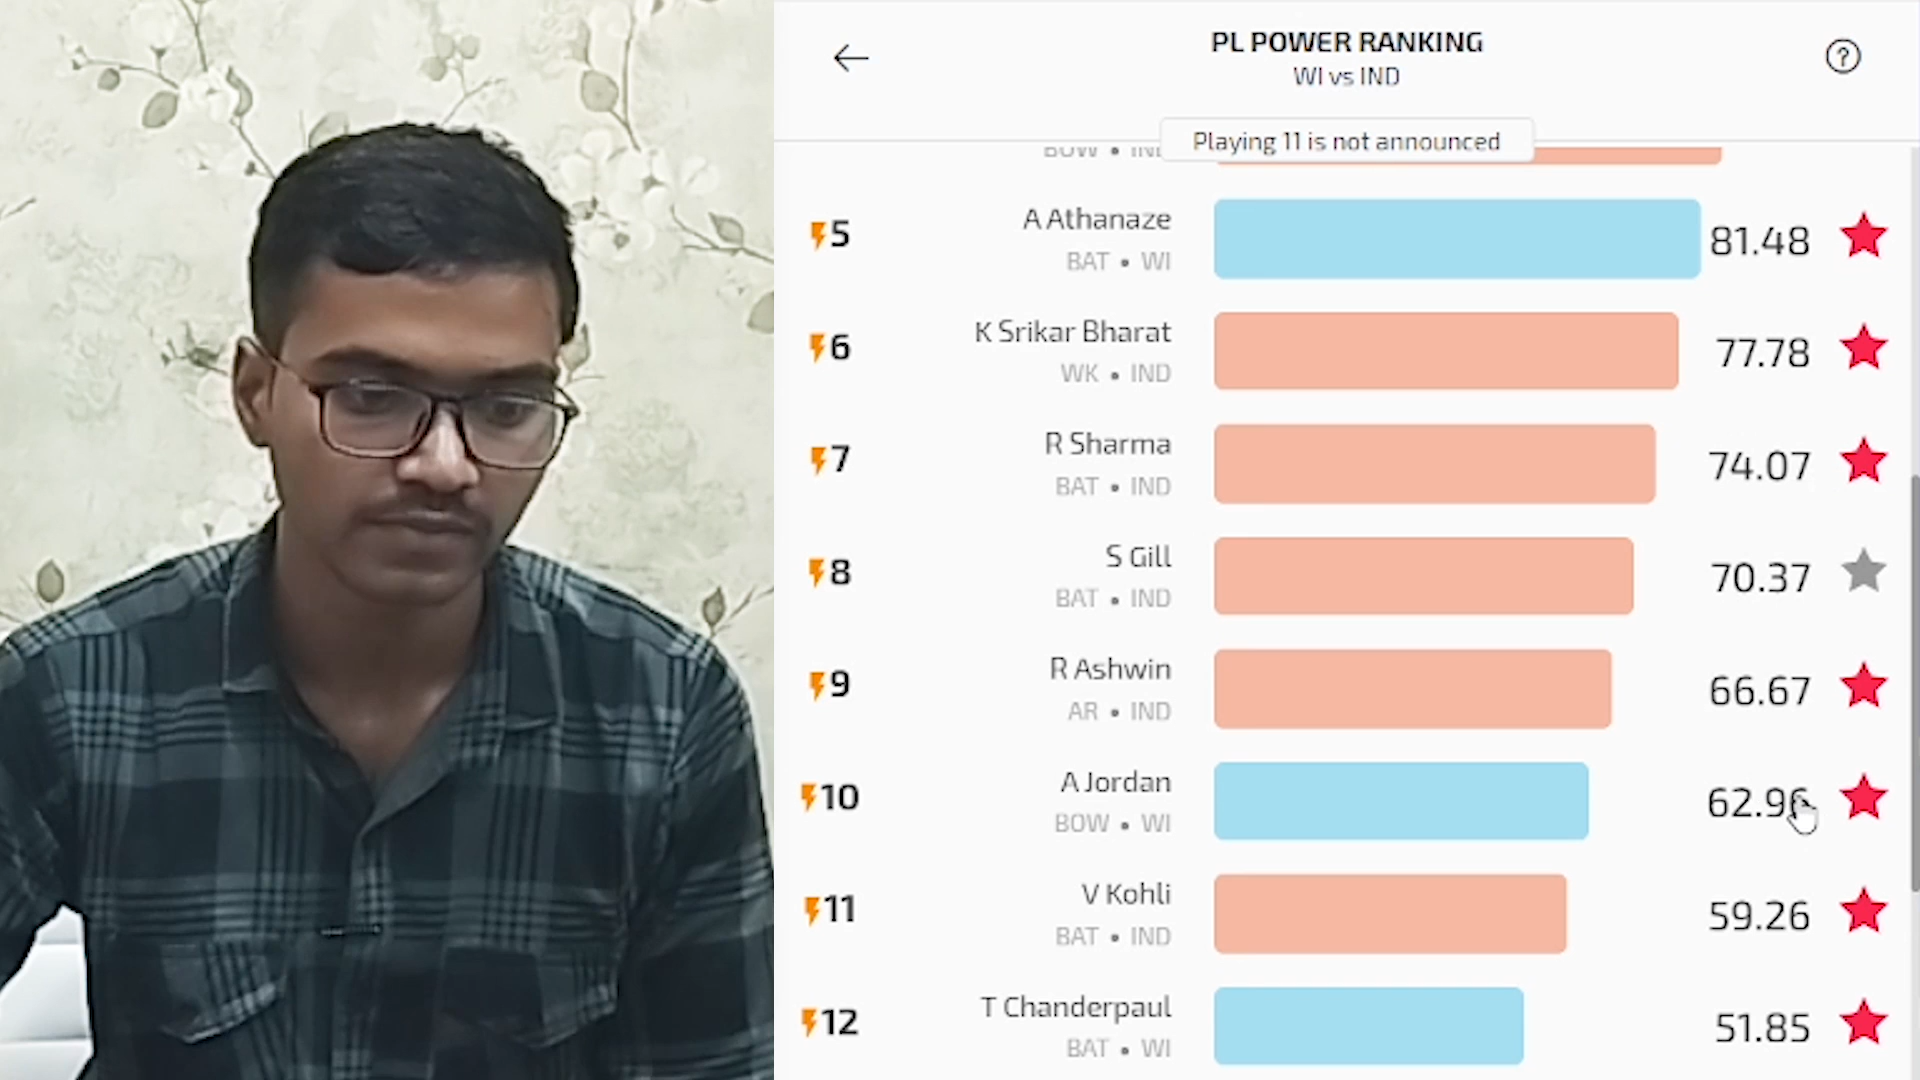 PL POWER RANKING
WI vs IND
Playing 11 is not announced
5
A Athanaze
BAT • WI
81.48
6
K Srikar Bharat
WK • IND
77.78
7
R Sharma
BAT • IND
74.07
8
S Gill
BAT • IND
70.37
9
R Ashwin
AR • IND
66.67
10
A Jordan
BOW • WI
62.96
11
V Kohli
BAT • IND
59.26
12
T Chanderpaul
BAT • WI
51.85